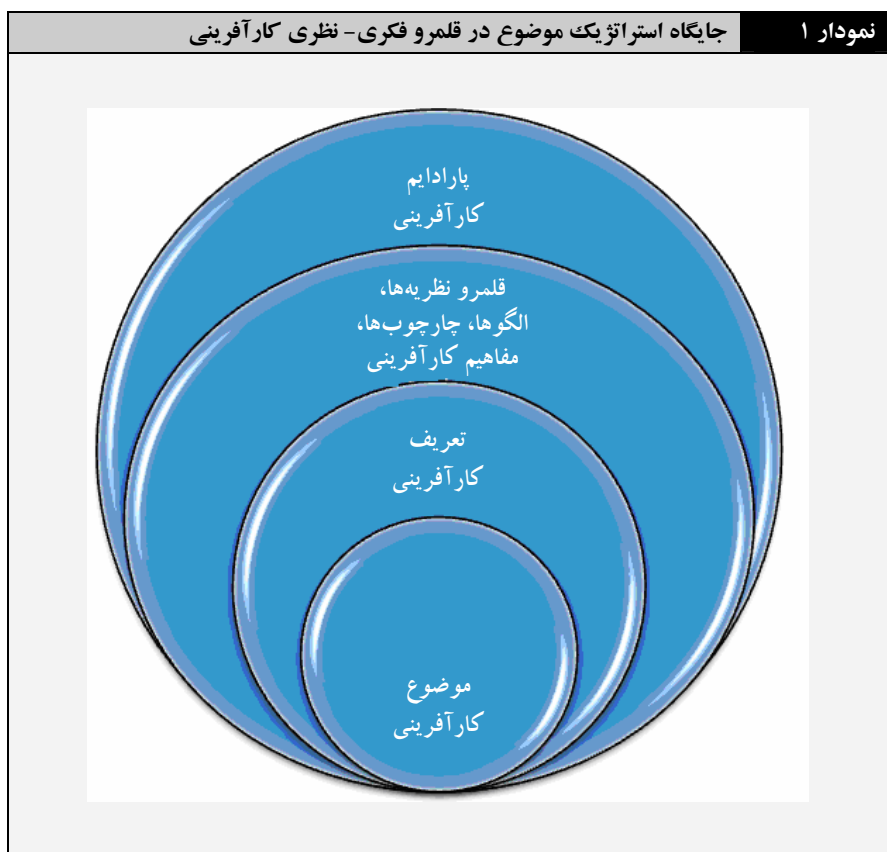 نمودار ۱ جایگاه استراتژیک موضوع در قلمرو فکری- نظری کارآفرینی
پارادایم
کارآفرینی
قلمرو نظریه‌ها،
الگوها، چارچوب‌ها،
مفاهیم کارآفرینی
تعریف
کارآفرینی
موضوع
کارآفرینی